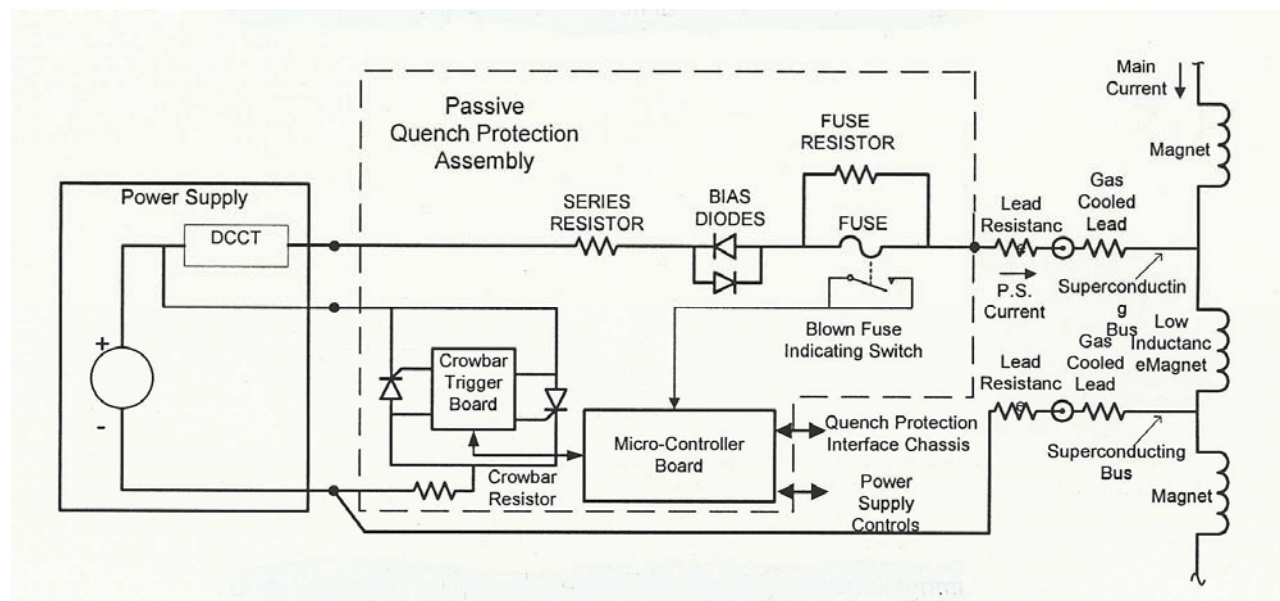 Passive
Quench Protection
Assembly
Power Supply
DCCT
+
-
SERIES
RESISTOR
BIAS
DIODES
FUSE
RESISTOR
FUSE
Blown Fuse
Indicating Switch
Crowbar
Trigger
Board
Crowbar
Resistor
Micro-Controller
Board
Quench Protection
Interface Chassis
Power
Supply
Controls
Main
Current
Magnet
Lead
Resistanc
e
Gas
Cooled
Lead
P.S.
Current
Superconductin
g
Bus
Low
Inductanc
eMagnet
Lead
Resistanc
e
Gas
Cooled
Lead
Superconducting
Bus
Magnet